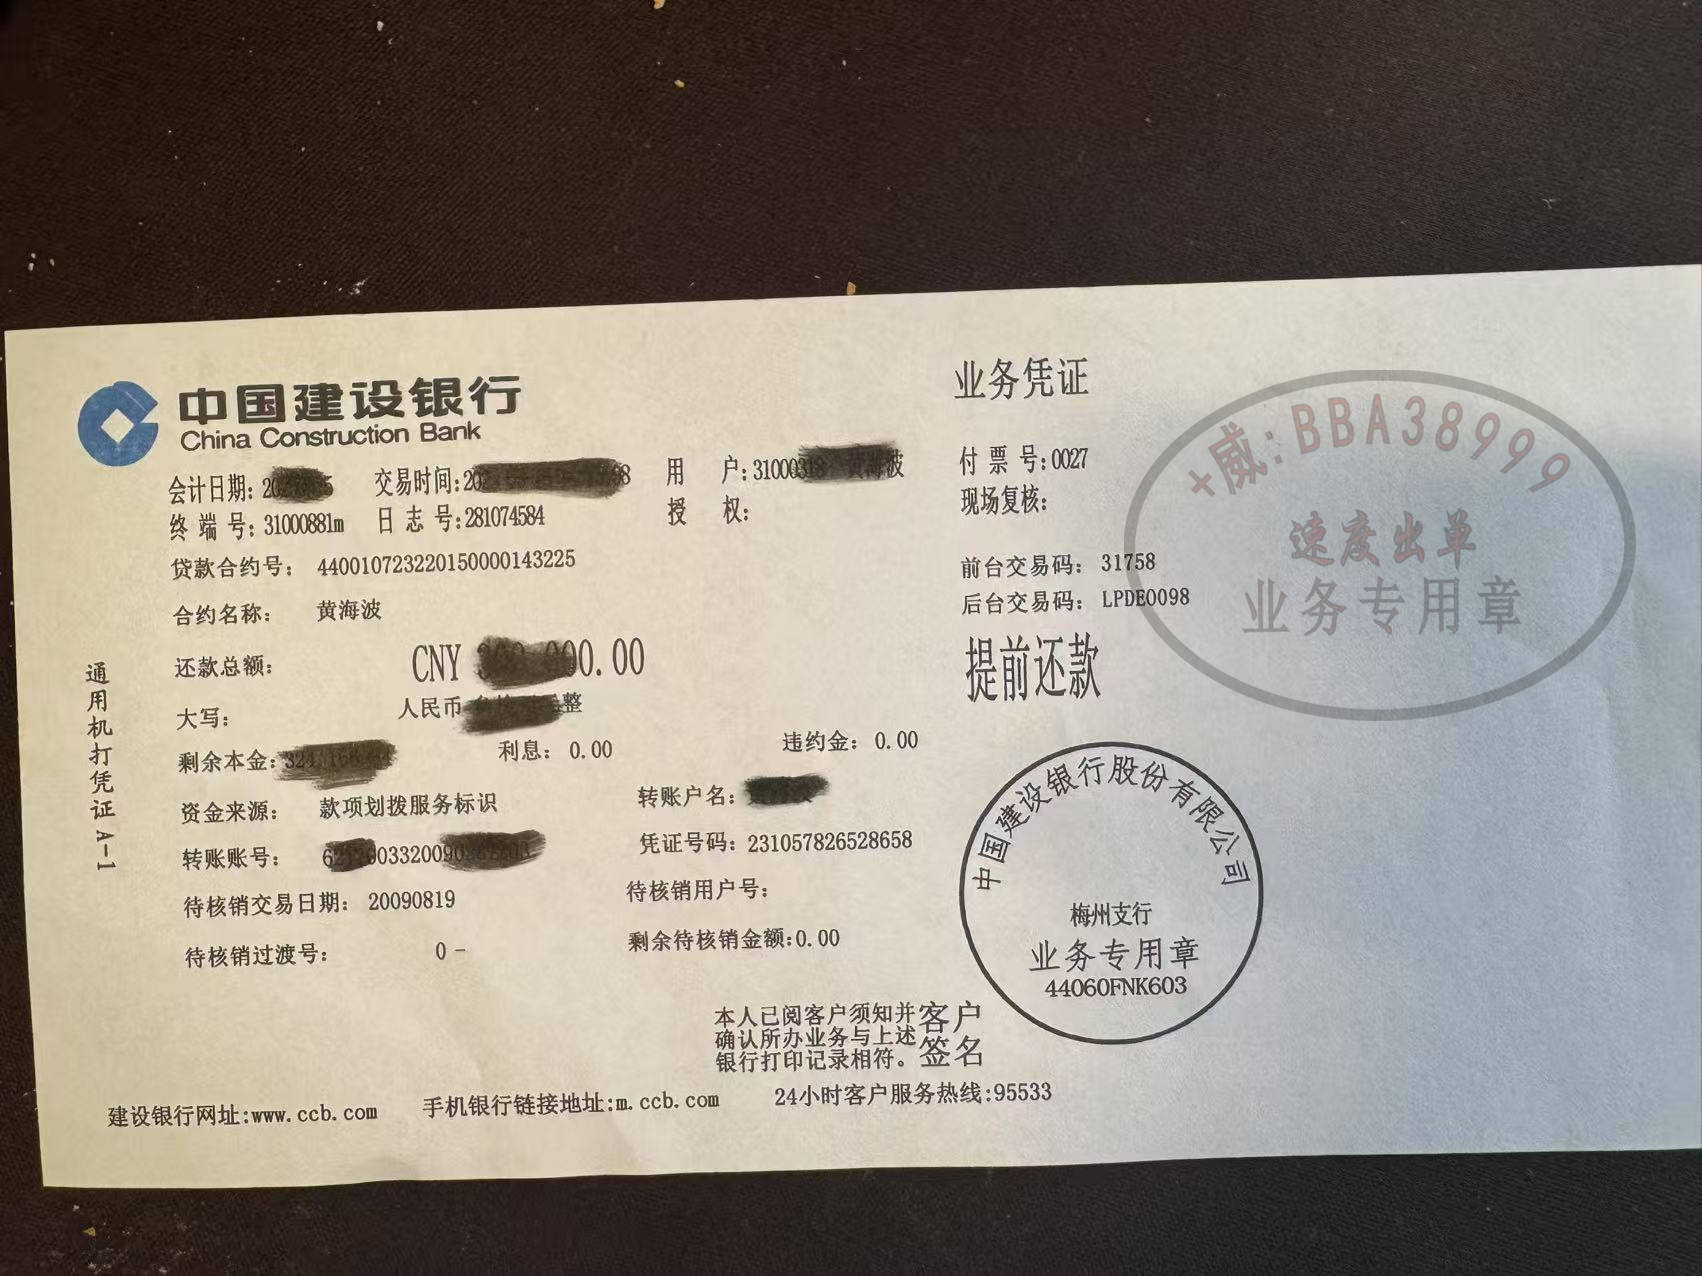 中国建设银行
China Construction Bank
业务凭证
会计日期:
交易时间:
用 户:31000318 黄海波
付 票 号:0027
终 端 号:31000881m
日 志 号:281074584
授 权:
现场复核:
贷款合约号: 44001072322015000014 3225
前台交易码: 31758
合约名称: 黄海波
后台交易码: LPDE0098
还款总额: CNY 0.00
提前还款
大写: 人民币 整
剩余本金:
利息: 0.00
违约金: 0.00
资金来源: 款项划拨服务标识
转账户名:
转账账号:
凭证号码: 231057826528658
待核销交易日期: 20090819
待核销用户号:
待核销过渡号: 0 -
剩余待核销金额:0.00
通用机打凭证A-1
+威:BBA38999
速度出单
业务专用章
中国建设银行股份有限公司
梅州支行
业务专用章
44060FNK603
本人已阅客户须知并
确认所办业务与上述
银行打印记录相符。
客户
签名
建设银行网址:www.ccb.com
手机银行链接地址:m.ccb.com
24小时客户服务热线:95533